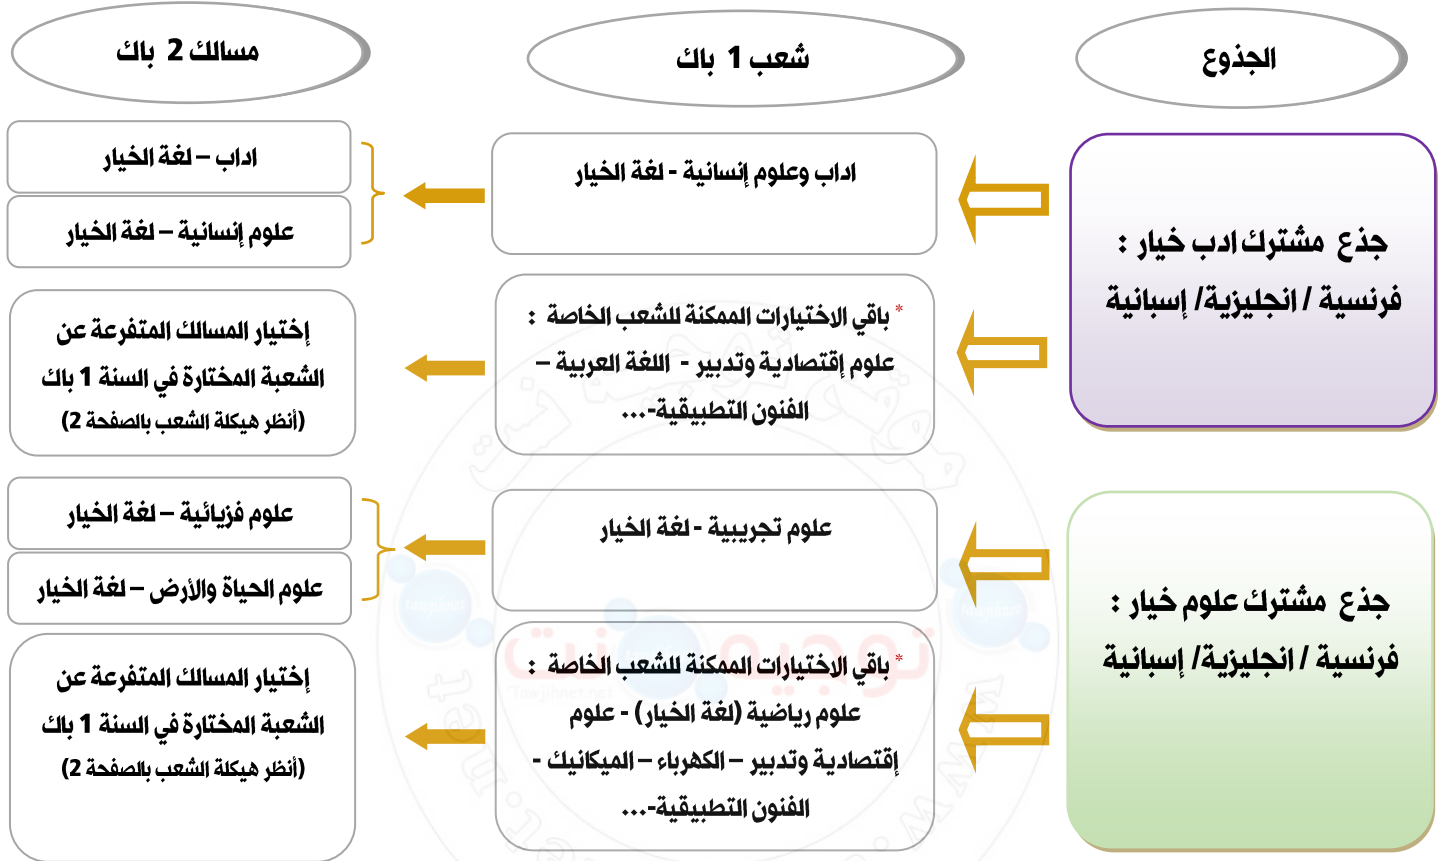 الجذوع
شعب 1 باك
مسالك 2 باك
جذع مشترك ادب خيار :
فرنسية / انجليزية/ إسبانية
اداب وعلوم إنسانية - لغة الخيار
اداب – لغة الخيار
علوم إنسانية – لغة الخيار
* باقي الاختيارات الممكنة للشعب الخاصة :
علوم إقتصادية وتدبير - اللغة العربية –
الفنون التطبيقية-...
إختيار المسالك المتفرعة عن
الشعبة المختارة في السنة 1 باك
(أنظر هيكلة الشعب بالصفحة 2)
جذع مشترك علوم خيار :
فرنسية / انجليزية/ إسبانية
علوم تجريبية - لغة الخيار
علوم فزيائية – لغة الخيار
علوم الحياة والأرض – لغة الخيار
* باقي الاختيارات الممكنة للشعب الخاصة :
علوم رياضية (لغة الخيار) - علوم
إقتصادية وتدبير – الكهرباء – الميكانيك -
الفنون التطبيقية-...
إختيار المسالك المتفرعة عن
الشعبة المختارة في السنة 1 باك
(أنظر هيكلة الشعب بالصفحة 2)
توجيه نت
Tawjihnet.net